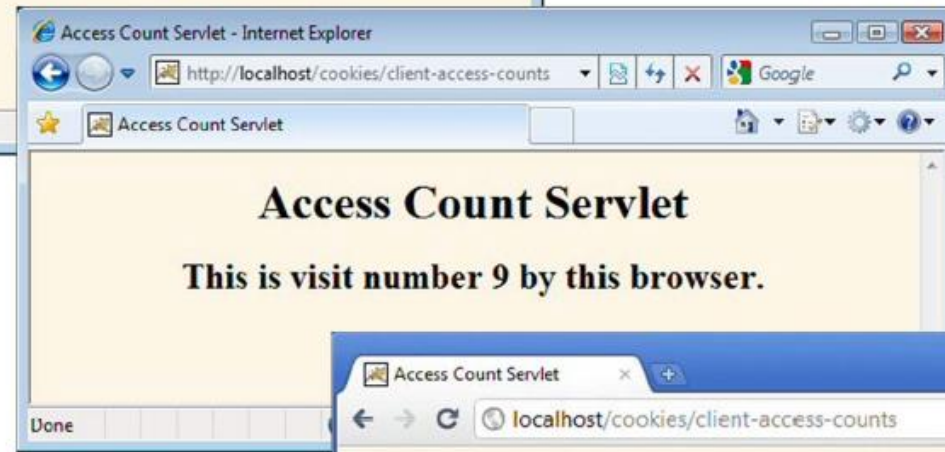 Access Count Servlet - Internet Explorer
http://localhost/cookies/client-access-counts
Google
Access Count Servlet
Access Count Servlet
This is visit number 9 by this browser.
Done
Access Count Servlet
localhost/cookies/client-access-counts